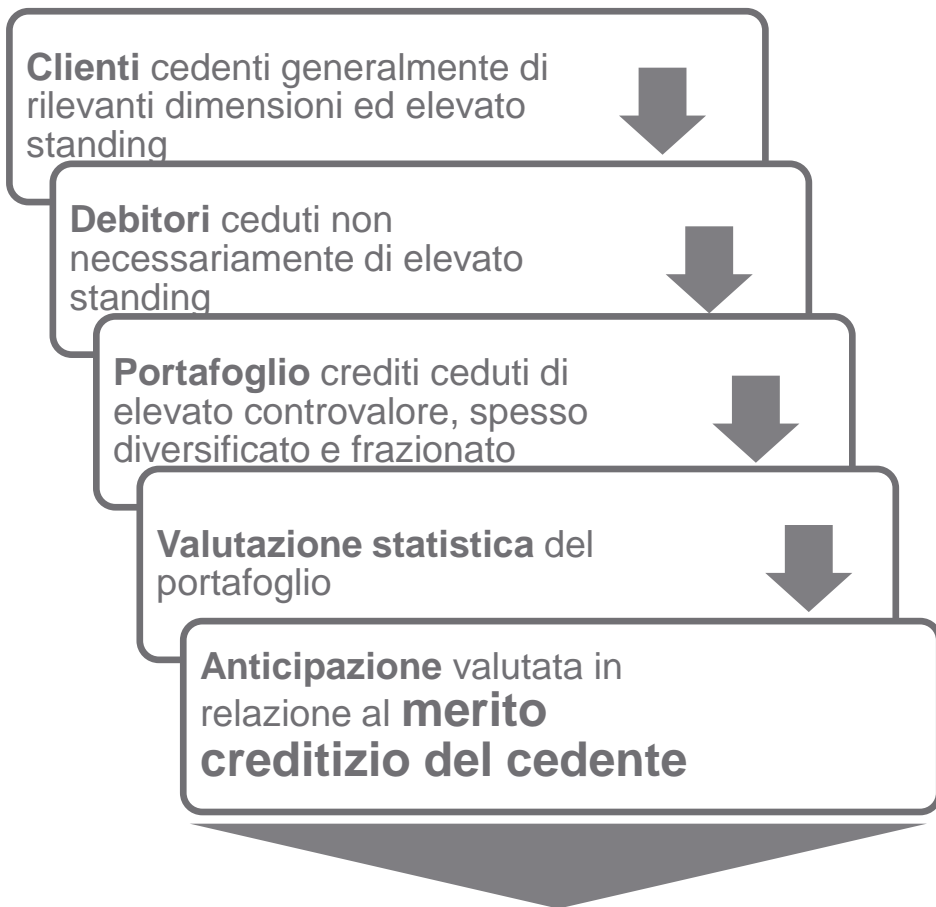 Clienti cedenti generalmente di
rilevanti dimensioni ed elevato
standing
Debitori ceduti non
necessariamente di elevato
standing
Portafoglio crediti ceduti di
elevato controvalore, spesso
diversificato e frazionato
Valutazione statistica del
portafoglio
Anticipazione valutata in
relazione al merito
creditizio del cedente